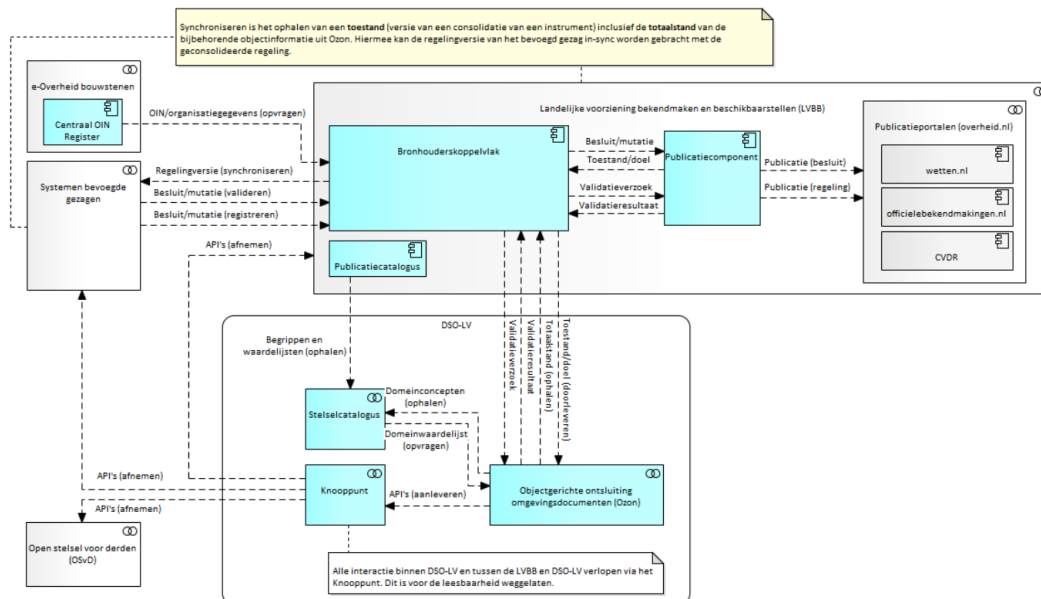 Synchroniseren is het ophalen van een toestand (versie van een consolidatie van een instrument) inclusief de totaalstand van de
bijbehorende objectinformatie uit Ozon. Hiermee kan de regelingversie van het bevoegd gezag in-sync worden gebracht met de
geconsolideerde regeling.
e-Overheid bouwstenen
Centraal OIN
Register
OIN/organisatiegegevens (opvragen)
Systemen bevoegde
gezagen
Regelingversie (synchroniseren)
Besluit/mutatie (valideren)
Besluit/mutatie (registreren)
API's (afnemen)
Landelijke voorziening bekendmaken en beschikbaarstellen (LVBB)
Bronhouderskoppelvlak
Publicatiecatalogus
Besluit/mutatie
Toestand/doel
Validatieverzoek
Validatieresultaat
Publicatiecomponent
Publicatie (besluit)
Publicatie (regeling)
Publicatieportalen (overheid.nl)
wetten.nl
officielebekendmakingen.nl
CVDR
DSO-LV
Begrippen en
waardelijsten (ophalen)
Validatieverzoek
Validatieresultaat
Totaalstand (ophalen)
Toestand/doel (doorleveren)
Stelselcatalogus
Domeinconcepten
(ophalen)
Domeinwaardelijst
(opvragen)
API's (afnemen)
API's (afnemen)
Knooppunt
API's (aanleveren)
Objectgerichte ontsluiting
omgevingsdocumenten (Ozon)
Open stelsel voor derden
(OSvD)
Alle interactie binnen DSO-LV en tussen de LVBB en DSO-LV verlopen via het
Knooppunt. Dit is voor de leesbaarheid weggelaten.